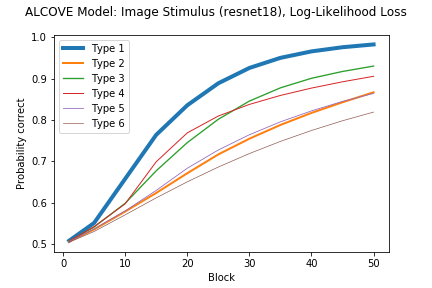 ALCOVE Model: Image Stimulus (resnet18), Log-Likelihood Loss
1.0
0.9
0.8
0.7
0.6
0.5
Probability correct
Type 1
Type 2
Type 3
Type 4
Type 5
Type 6
0 10 20 30 40 50
Block